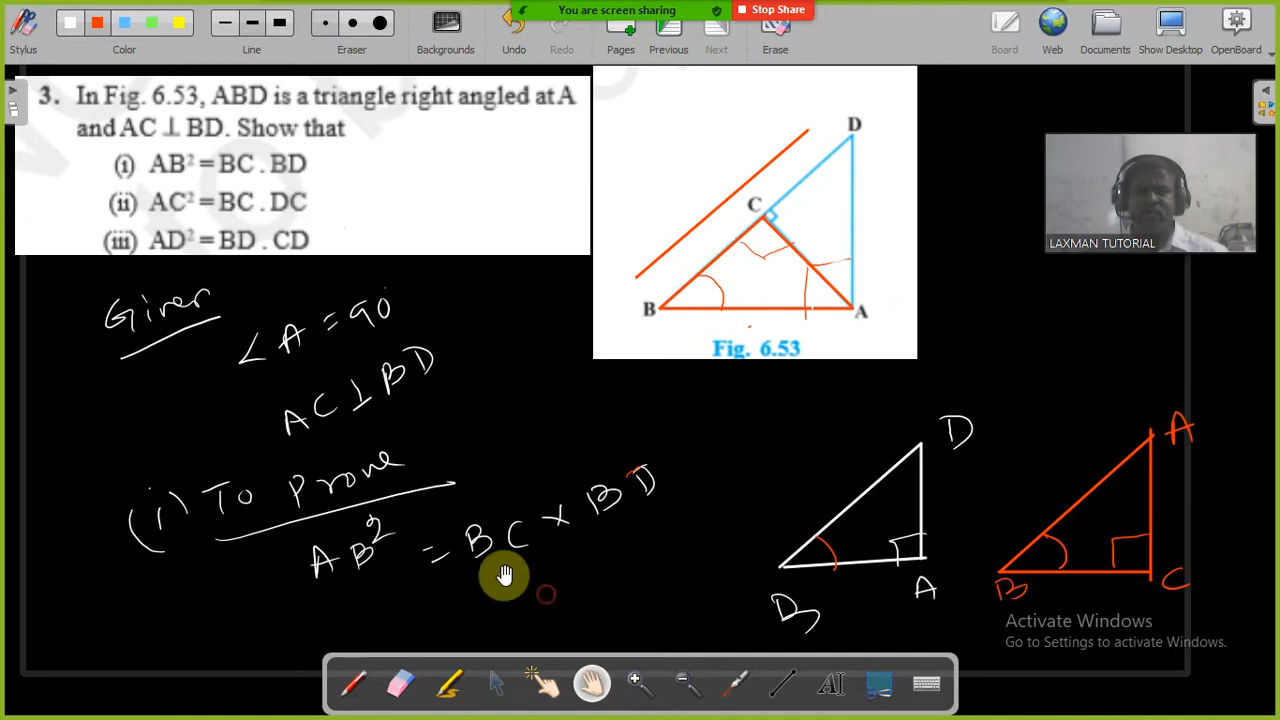 You are screen sharing
Stop Share
Stylus
Color
Line
Eraser
Backgrounds
Undo
Redo
Pages
Previous
Next
Erase
Board
Web
Documents
Show Desktop
OpenBoard
3. In Fig. 6.53, ABD is a triangle right angled at A
and AC ⊥ BD. Show that
(i) AB² = BC . BD
(ii) AC² = BC . DC
(iii) AD² = BD . CD
D
C
B
A
Fig. 6.53
LAXMAN TUTORIAL
Given
∠A = 90°
AC ⊥ BD
(i) To Prove
AB² = BC × BD
D
B
A
A
B
C
Activate Windows
Go to Settings to activate Windows.
AI